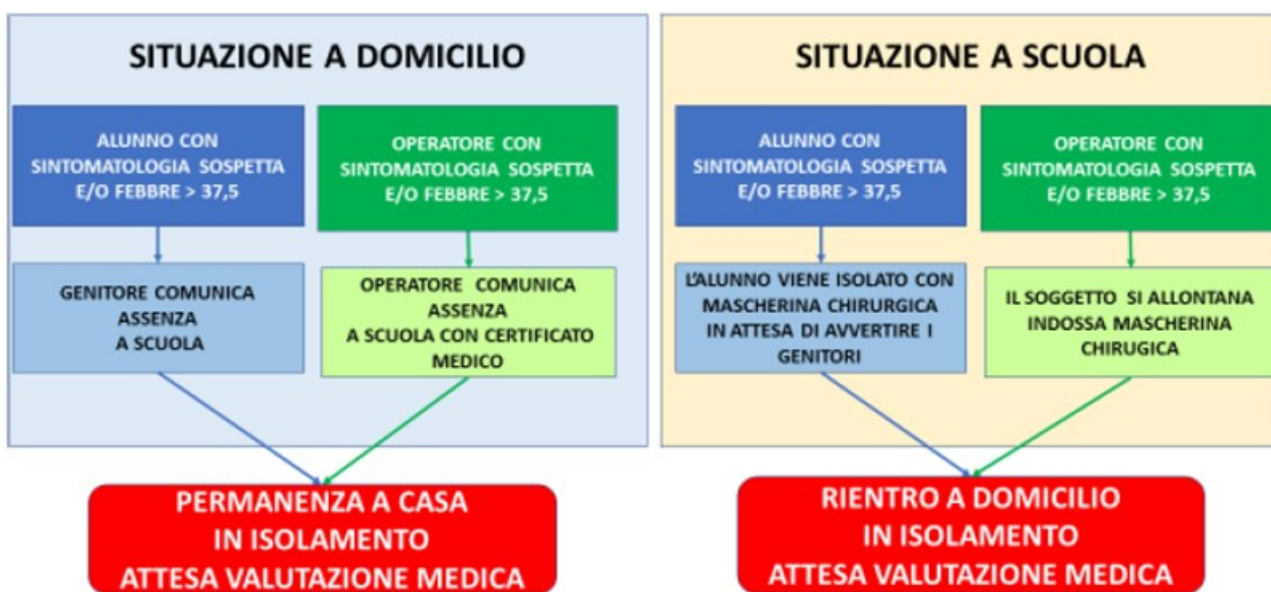 SITUAZIONE A DOMICILIO
ALUNNO CON
SINTOMATOLOGIA SOSPETTA
E/O FEBBRE > 37,5
OPERATORE CON
SINTOMATOLOGIA SOSPETTA
E/O FEBBRE > 37,5
GENITORE COMUNICA
ASSENZA
A SCUOLA
OPERATORE COMUNICA
ASSENZA
A SCUOLA CON CERTIFICATO
MEDICO
PERMANENZA A CASA
IN ISOLAMENTO
ATTESA VALUTAZIONE MEDICA
SITUAZIONE A SCUOLA
ALUNNO CON
SINTOMATOLOGIA SOSPETTA
E/O FEBBRE > 37,5
OPERATORE CON
SINTOMATOLOGIA SOSPETTA
E/O FEBBRE > 37,5
L'ALUNNO VIENE ISOLATO CON
MASCHERINA CHIRURGICA
IN ATTESA DI AVVERTIRE I
GENITORI
IL SOGGETTO SI ALLONTANA
INDOSSA MASCHERINA
CHIRUGICA
RIENTRO A DOMICILIO
IN ISOLAMENTO
ATTESA VALUTAZIONE MEDICA